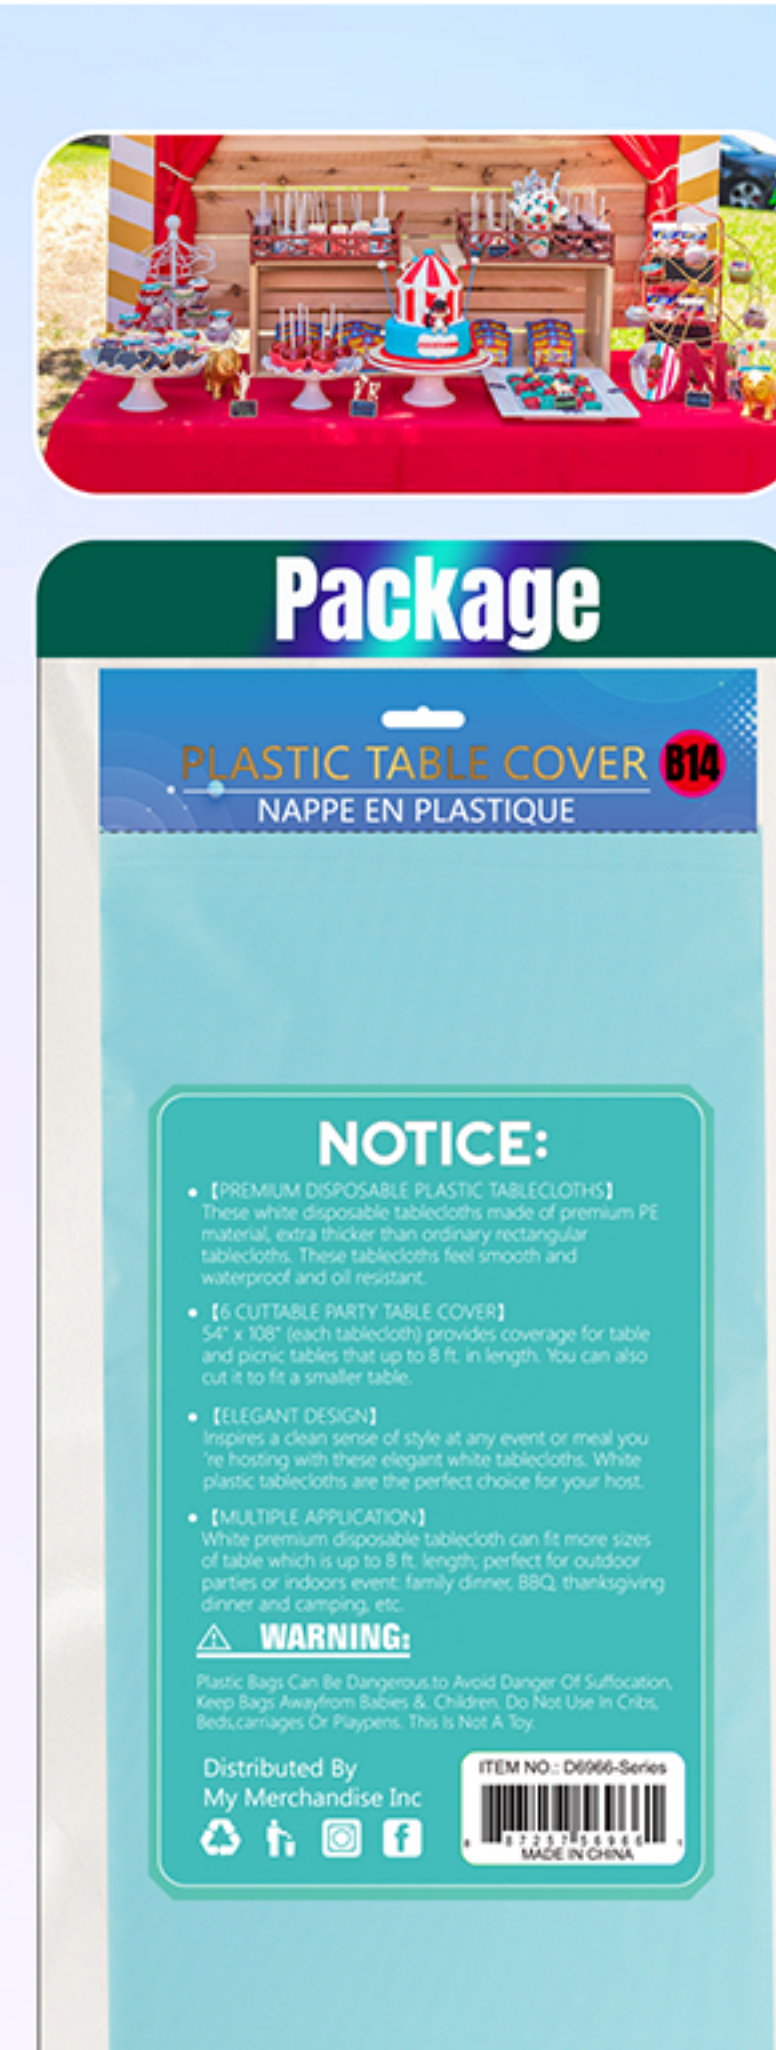 Package
PLASTIC TABLE COVER
B14
NAPPE EN PLASTIQUE
NOTICE:
• 【PREMIUM DISPOSABLE PLASTIC TABLECLOTHS】
These white disposable tablecloths made of premium PE
material, extra thicker than ordinary rectangular
tablecloths. These tablecloths feel smooth and
waterproof and oil resistant.
• 【6 CUTTABLE PARTY TABLE COVER】
54" x 108" (each tablecloth) provides coverage for table
and picnic tables that up to 8 ft. in length. You can also
cut it to fit a smaller table.
• 【ELEGANT DESIGN】
Inspires a clean sense of style at any event or meal you
're hosting with these elegant white tablecloths. White
plastic tablecloths are the perfect choice for your host.
• 【MULTIPLE APPLICATION】
White premium disposable tablecloth can fit more sizes
of table which is up to 8 ft. length; perfect for outdoor
parties or indoors event: family dinner, BBQ, thanksgiving
dinner and camping, etc.
WARNING:
Plastic Bags Can Be Dangerous.to Avoid Danger Of Suffocation,
Keep Bags Awayfrom Babies &. Children. Do Not Use In Cribs,
Beds,carriages Or Playpens. This Is Not A Toy.
Distributed By
My Merchandise Inc
ITEM NO.: D6966-Series
MADE IN CHINA